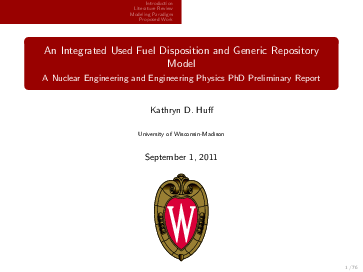 Introduction
Literature Review
Modeling Paradigm
Proposed Work
An Integrated Used Fuel Disposition and Generic Repository
Model
A Nuclear Engineering and Engineering Physics PhD Preliminary Report
Kathryn D. Huff
University of Wisconsin-Madison
September 1, 2011
W
1 / 76